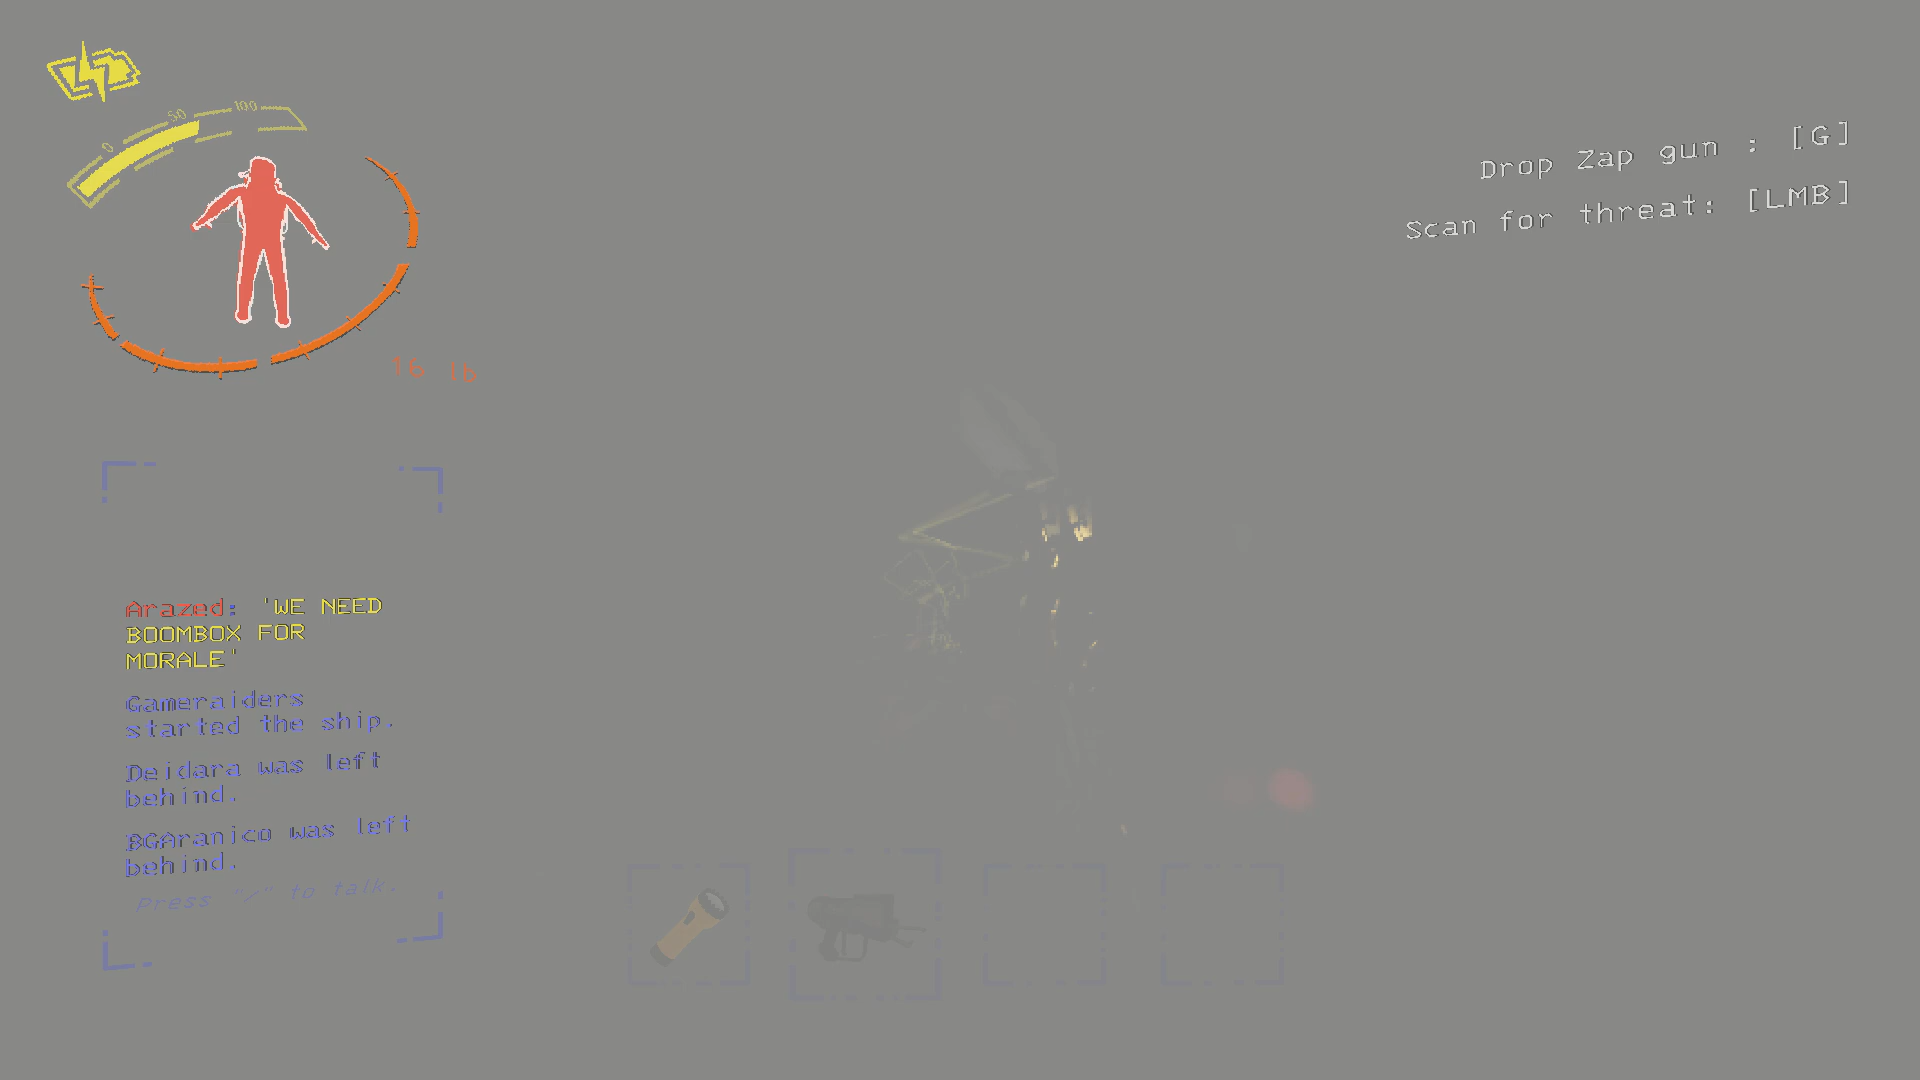 0 50 100
Drop Zap gun : [G]
Scan for threat: [LMB]
16 lb
Arazed: 'WE NEED
BOOMBOX FOR
MORALE'
Gameraiders
started the ship.
Deidara was left
behind.
BGAranico was left
behind.
Press "/" to talk.